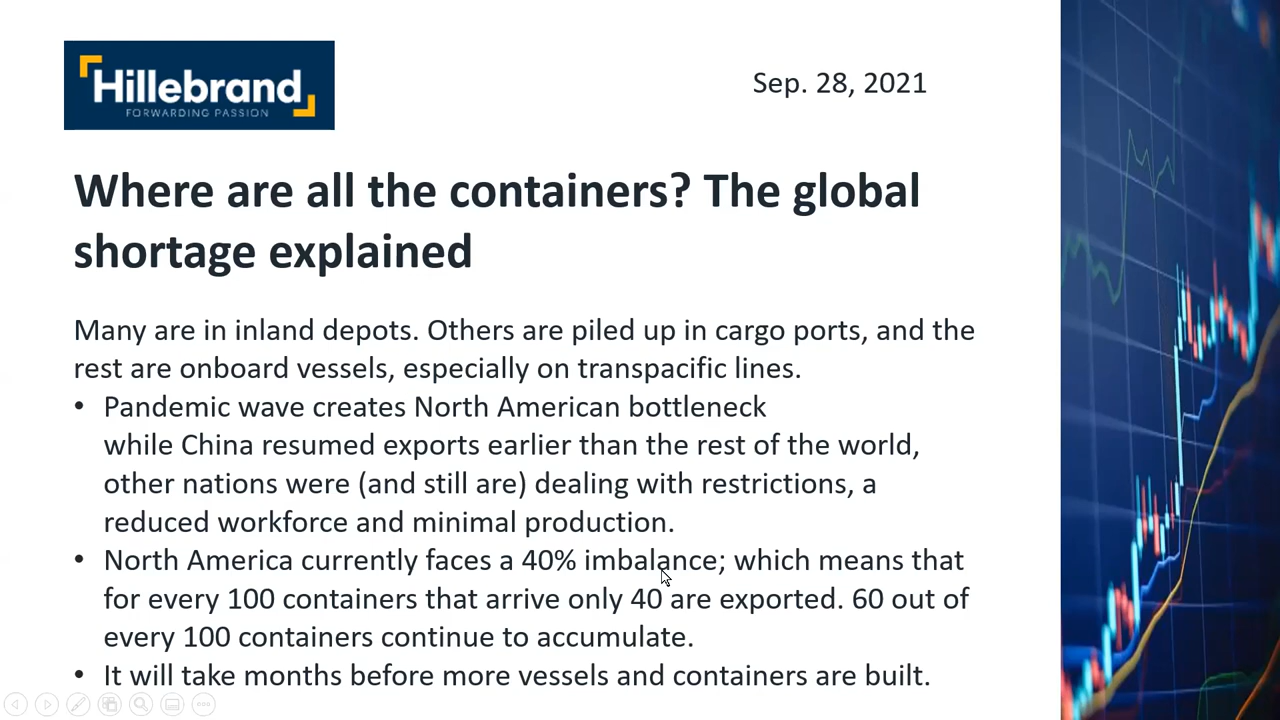 Hillebrand
FORWARDING PASSION
Sep. 28, 2021
Where are all the containers? The global
shortage explained
Many are in inland depots. Others are piled up in cargo ports, and the
rest are onboard vessels, especially on transpacific lines.
• Pandemic wave creates North American bottleneck
while China resumed exports earlier than the rest of the world,
other nations were (and still are) dealing with restrictions, a
reduced workforce and minimal production.
• North America currently faces a 40% imbalance; which means that
for every 100 containers that arrive only 40 are exported. 60 out of
every 100 containers continue to accumulate.
• It will take months before more vessels and containers are built.